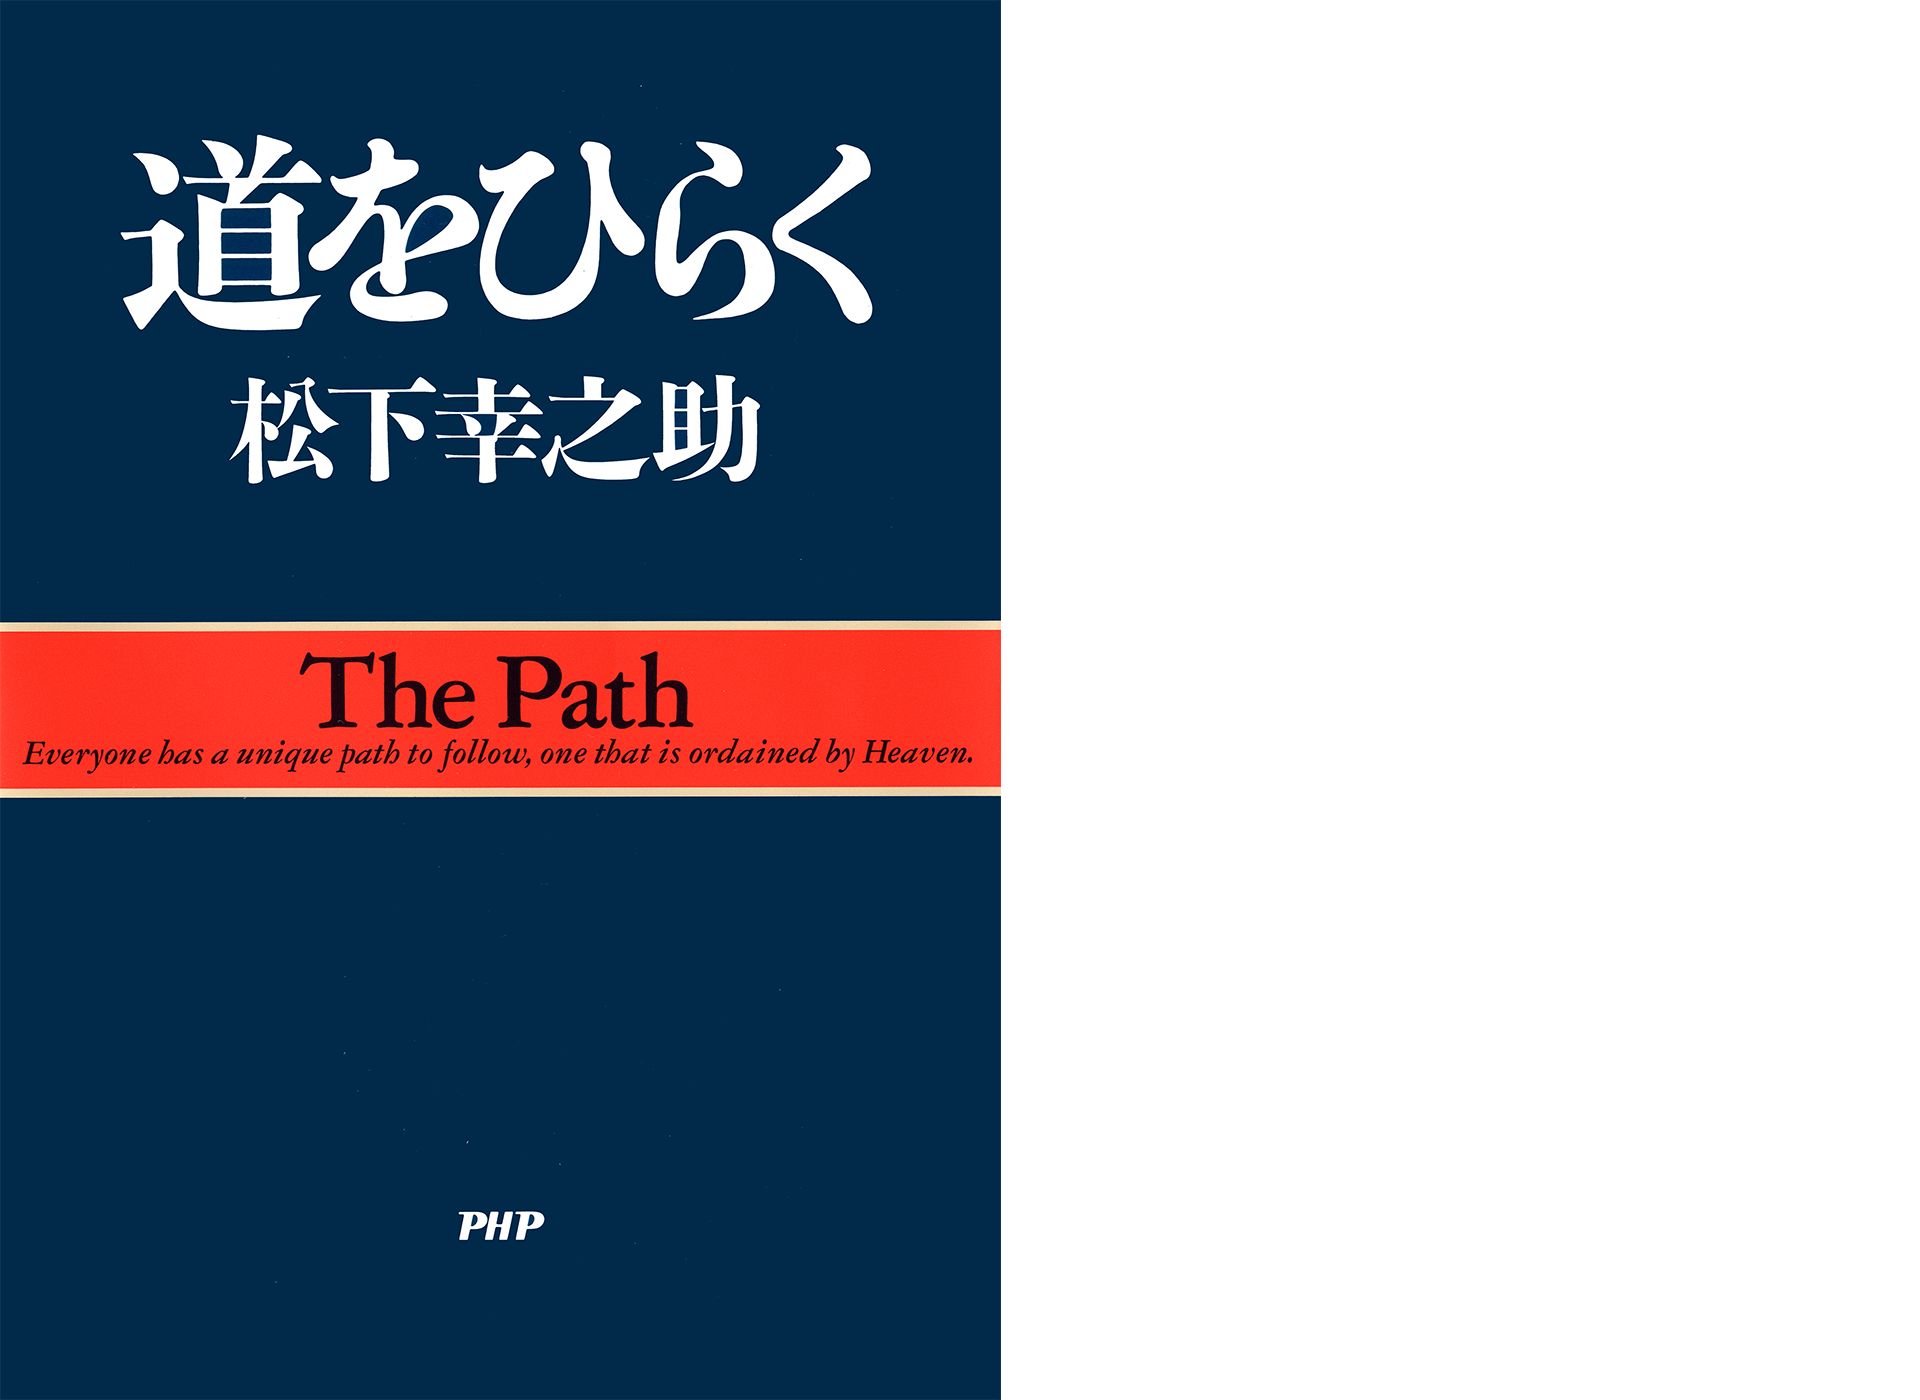 道をひらく
松下幸之助
The Path
Everyone has a unique path to follow, one that is ordained by Heaven.
PHP